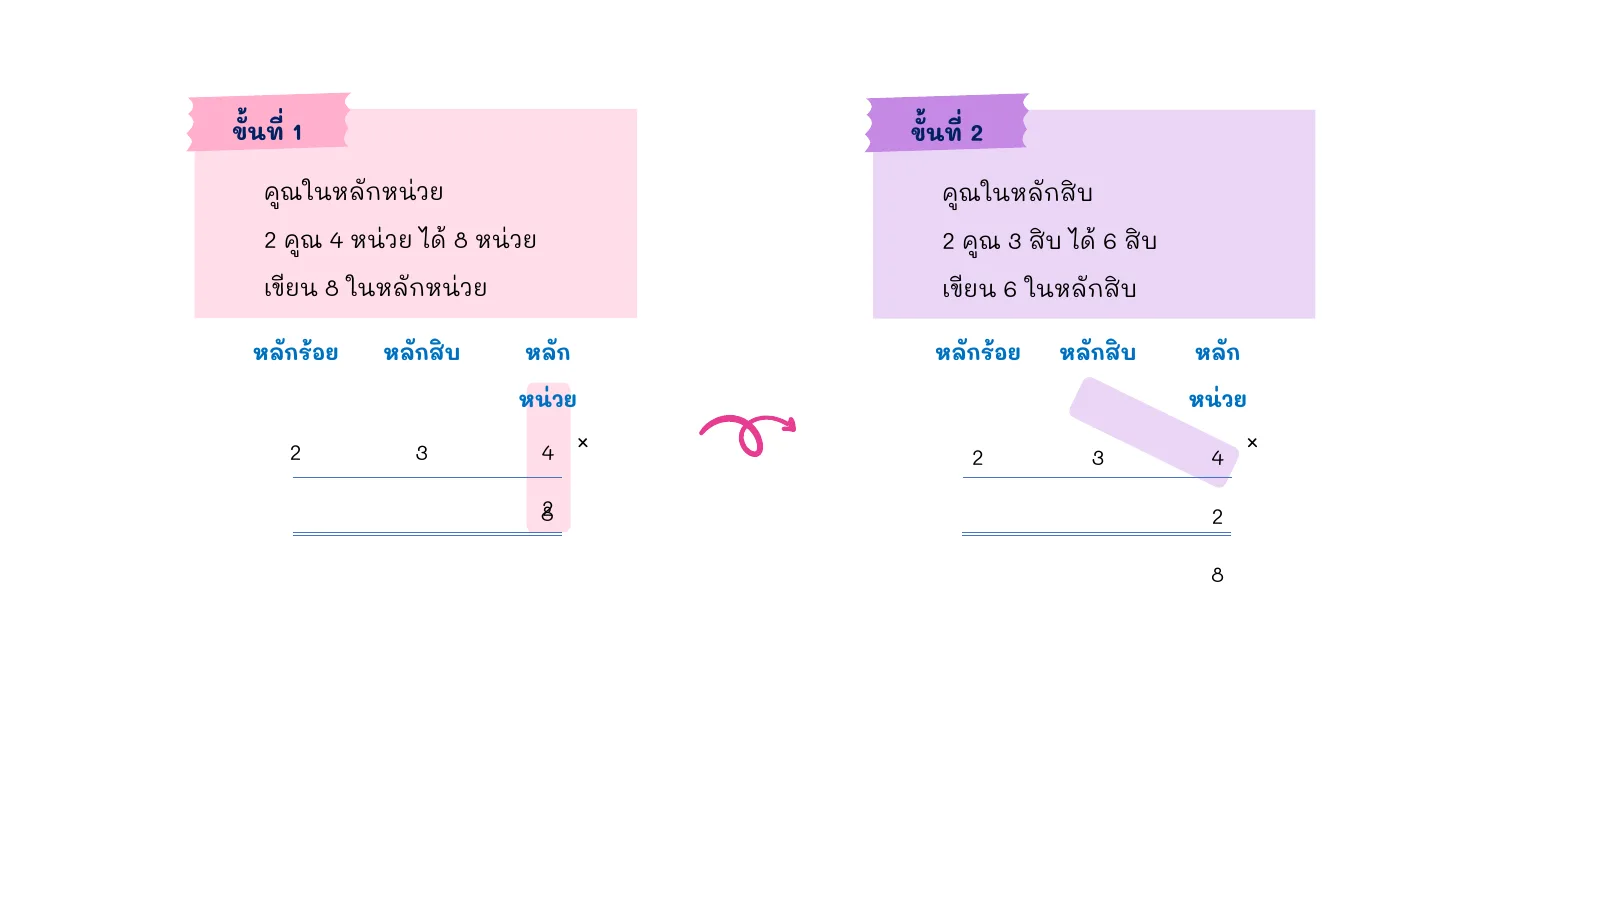 ขั้นที่ 1
คูณในหลักหน่วย
2 คูณ 4 หน่วย ได้ 8 หน่วย
เขียน 8 ในหลักหน่วย
หลักร้อย หลักสิบ หลัก
หน่วย
2 3 4 ×
2
8
ขั้นที่ 2
คูณในหลักสิบ
2 คูณ 3 สิบ ได้ 6 สิบ
เขียน 6 ในหลักสิบ
หลักร้อย หลักสิบ หลัก
หน่วย
2 3 4 ×
2
8